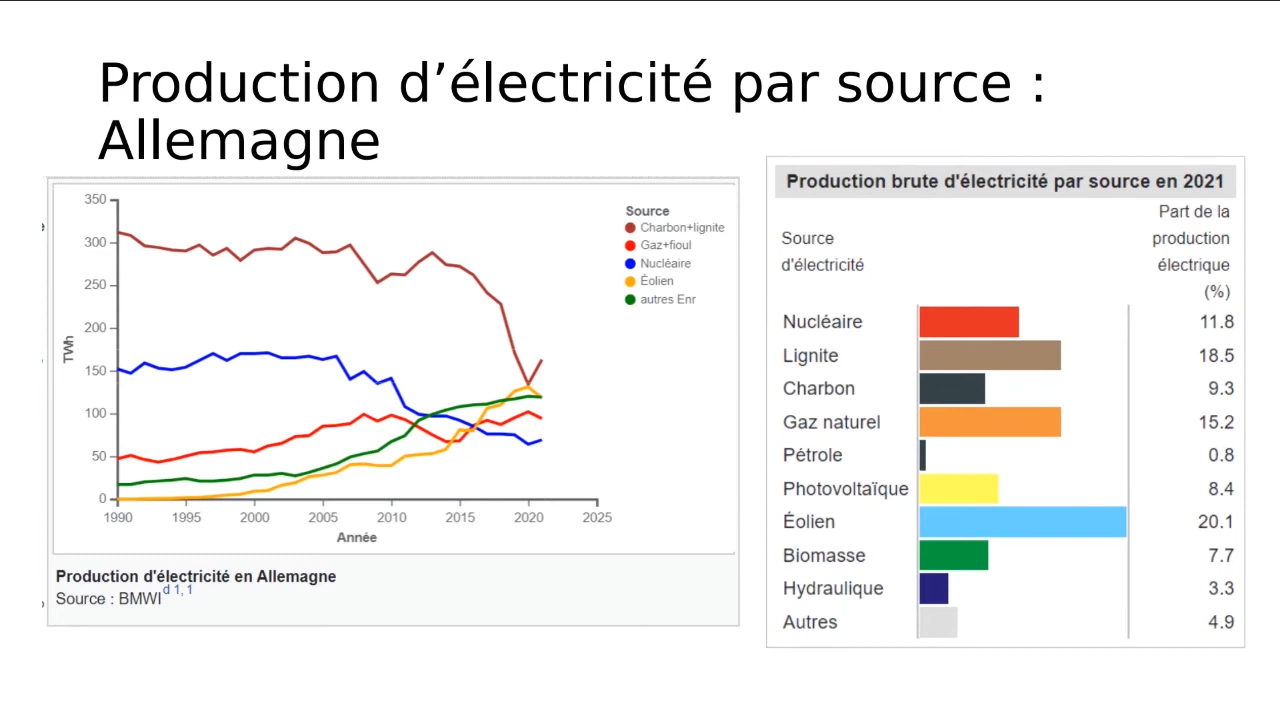 Production d’électricité par source :
Allemagne
350
300
250
200
150
100
50
0
TWh
1990 1995 2000 2005 2010 2015 2020 2025
Année
Source
Charbon+lignite
Gaz+fioul
Nucléaire
Éolien
autres Enr
Production d'électricité en Allemagne
Source : BMWI d 1, 1
Production brute d'électricité par source en 2021
Source
d'électricité
Part de la
production
électrique
(%)
Nucléaire 11.8
Lignite 18.5
Charbon 9.3
Gaz naturel 15.2
Pétrole 0.8
Photovoltaïque 8.4
Éolien 20.1
Biomasse 7.7
Hydraulique 3.3
Autres 4.9